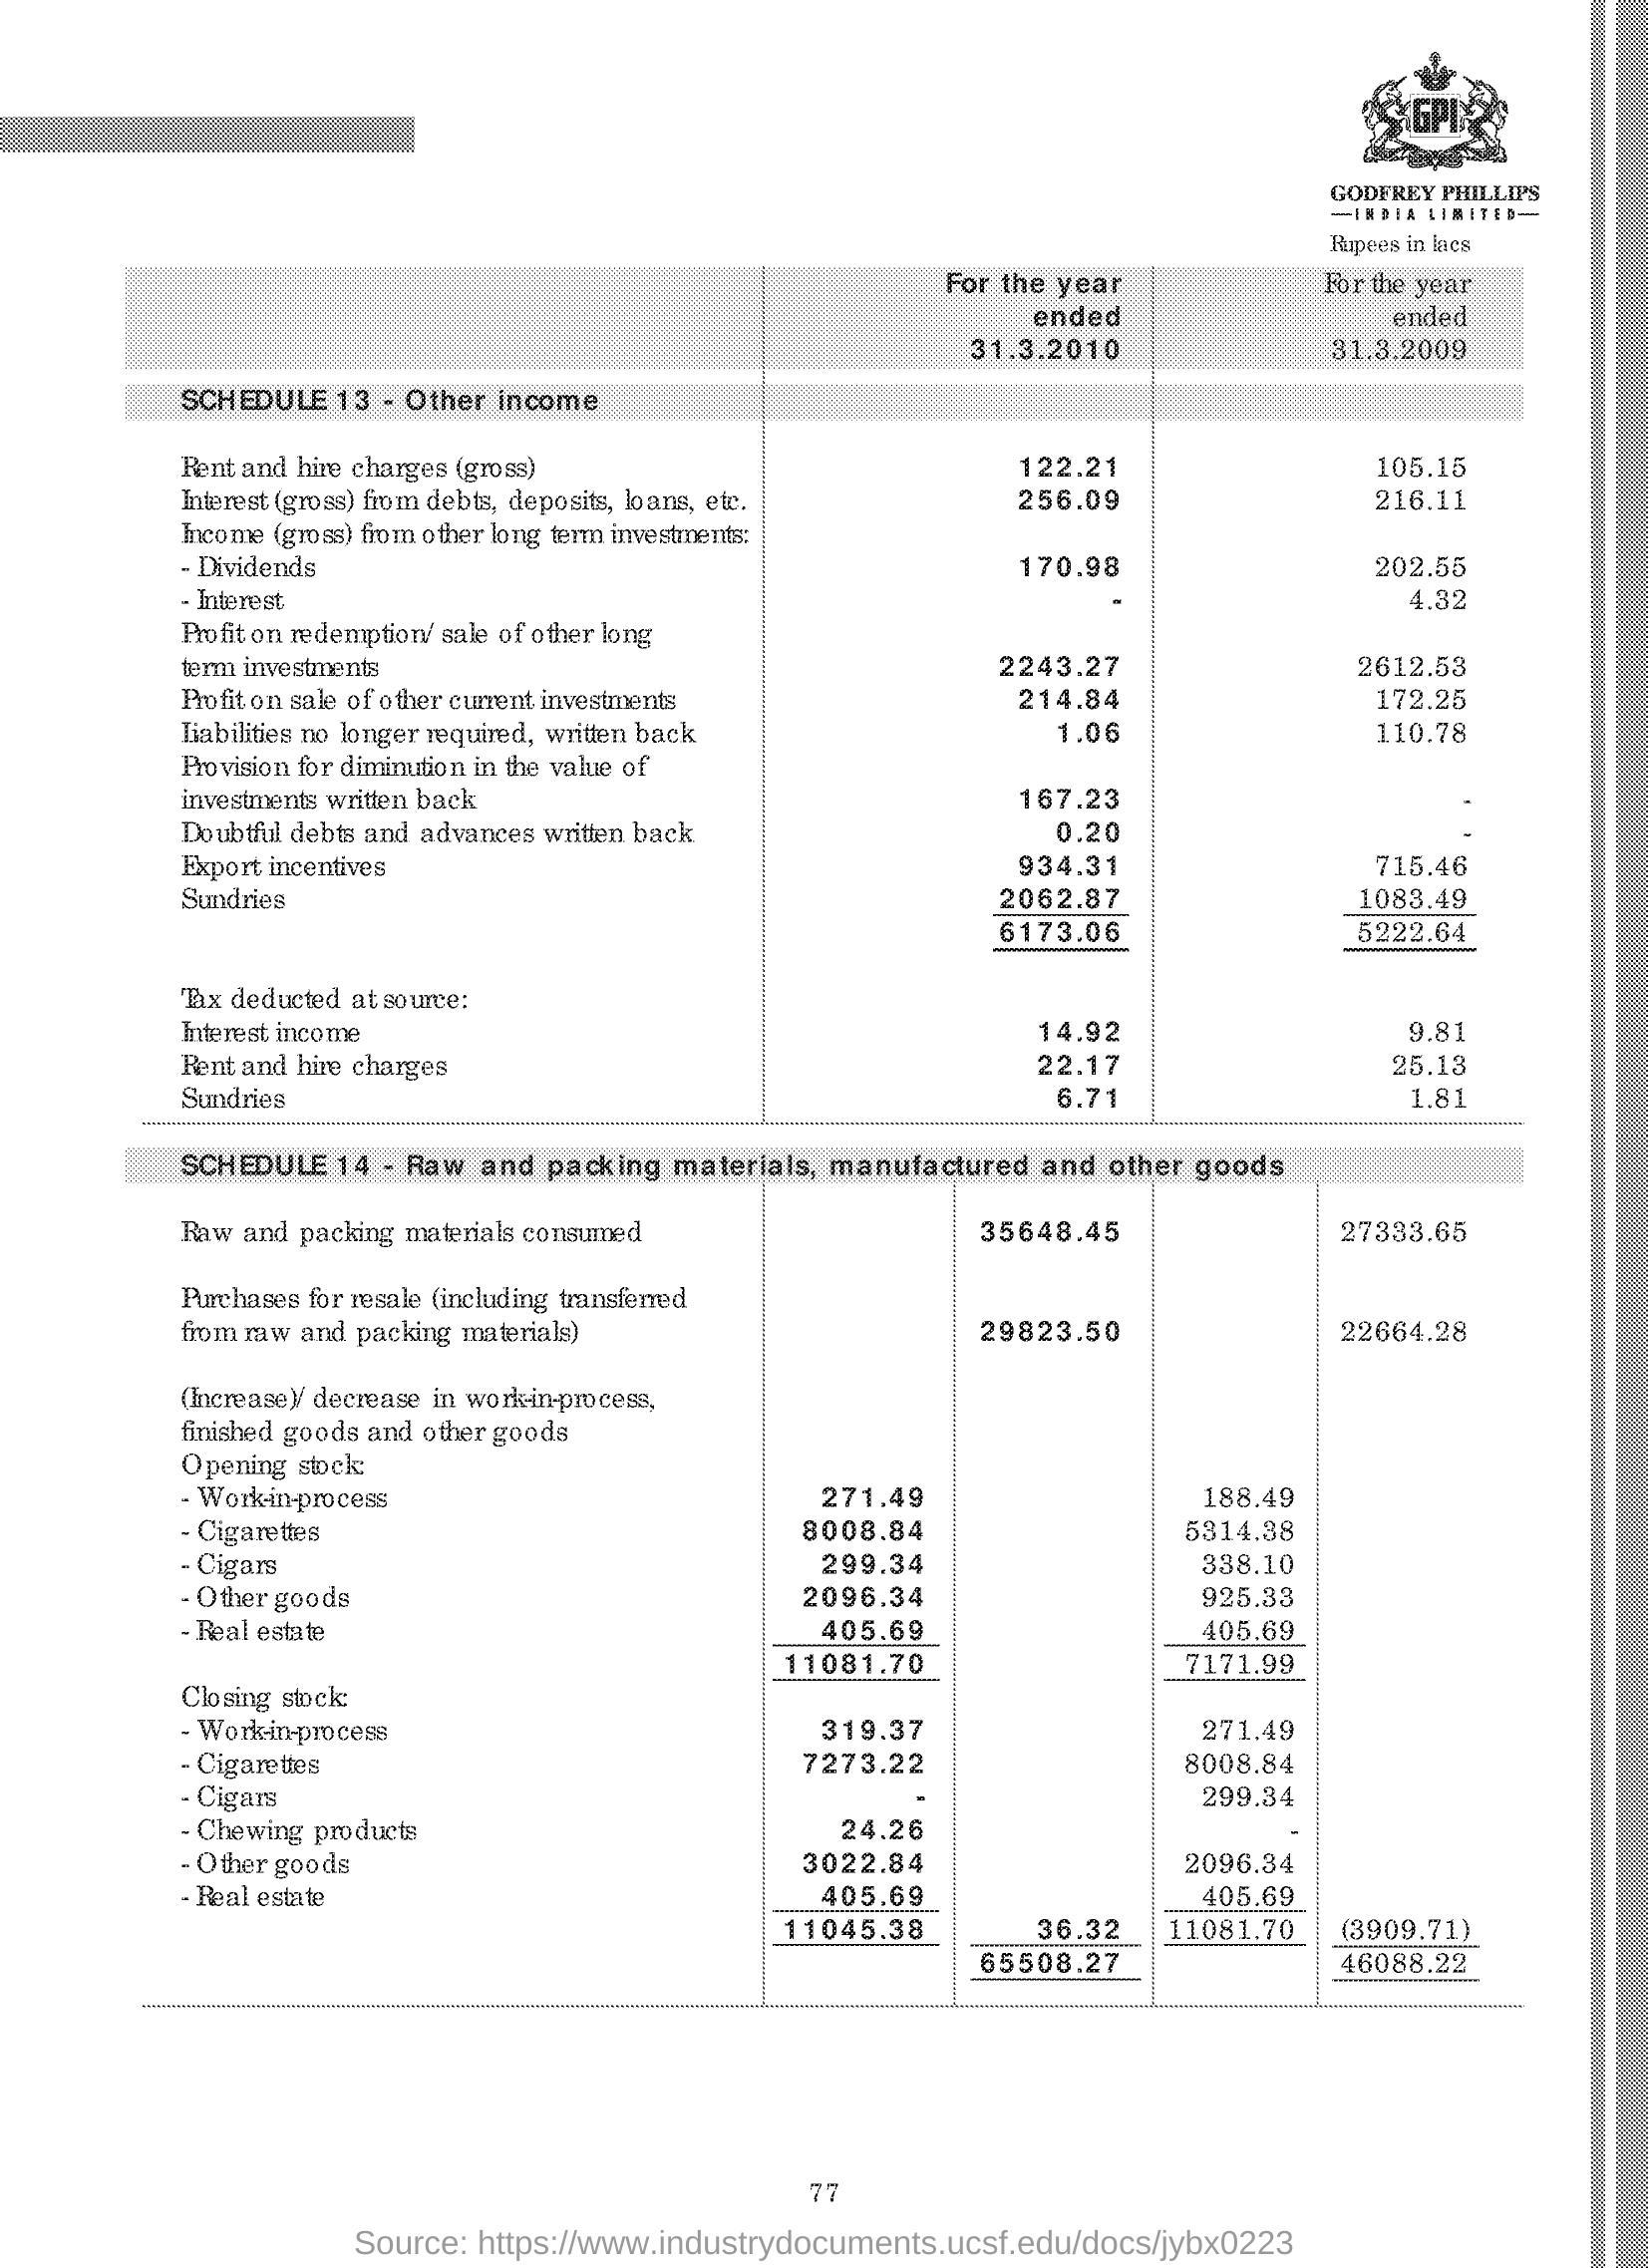 GPI
GODFREY PHILLIPS
INDIA LIMITED
Rupees in lacs
For the year For the year
ended ended
31.3.2010 31.3.2009
SCHEDULE 13 - Other income
Rent and hire charges (gross) 122.21 105.15
Interest (gross) from debts, deposits, loans, etc. 256.09 216.11
Income (gross) from other long term investments:
- Dividends 170.98 202.55
- Interest - 4.32
Profit on redemption/ sale of other long
term investments 2243.27 2612.53
Profit on sale of other current investments 214.84 172.25
Liabilities no longer required, written back 1.06 110.78
Provision for diminution in the value of
investments written back 167.23 -
Doubtful debts and advances written back 0.20 -
Export incentives 934.31 715.46
Sundries 2062.87 1083.49
6173.06 5222.64
Tax deducted at source:
Interest income 14.92 9.81
Rent and hire charges 22.17 25.13
Sundries 6.71 1.81
SCHEDULE 14 - Raw and packing materials, manufactured and other goods
Raw and packing materials consumed 35648.45 27333.65
Purchases for resale (including transferred
from raw and packing materials) 29823.50 22664.28
(Increase)/ decrease in work-in-process,
finished goods and other goods
Opening stock:
- Work-in-process 271.49 188.49
- Cigarettes 8008.84 5314.38
- Cigars 299.34 338.10
- Other goods 2096.34 925.33
- Real estate 405.69 405.69
11081.70 7171.99
Closing stock:
- Work-in-process 319.37 271.49
- Cigarettes 7273.22 8008.84
- Cigars - 299.34
- Chewing products 24.26 -
- Other goods 3022.84 2096.34
- Real estate 405.69 405.69
11045.38 36.32 11081.70 (3909.71)
65508.27 46088.22
77
Source: https://www.industrydocuments.ucsf.edu/docs/jybx0223